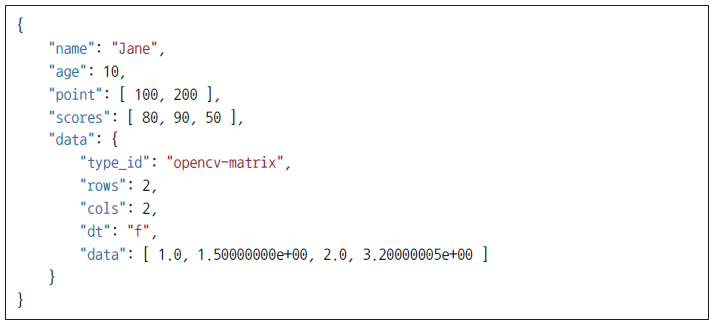 {
    "name": "Jane",
    "age": 10,
    "point": [ 100, 200 ],
    "scores": [ 80, 90, 50 ],
    "data": {
        "type_id": "opencv-matrix",
        "rows": 2,
        "cols": 2,
        "dt": "f",
        "data": [ 1.0, 1.50000000e+00, 2.0, 3.20000005e+00 ]
    }
}